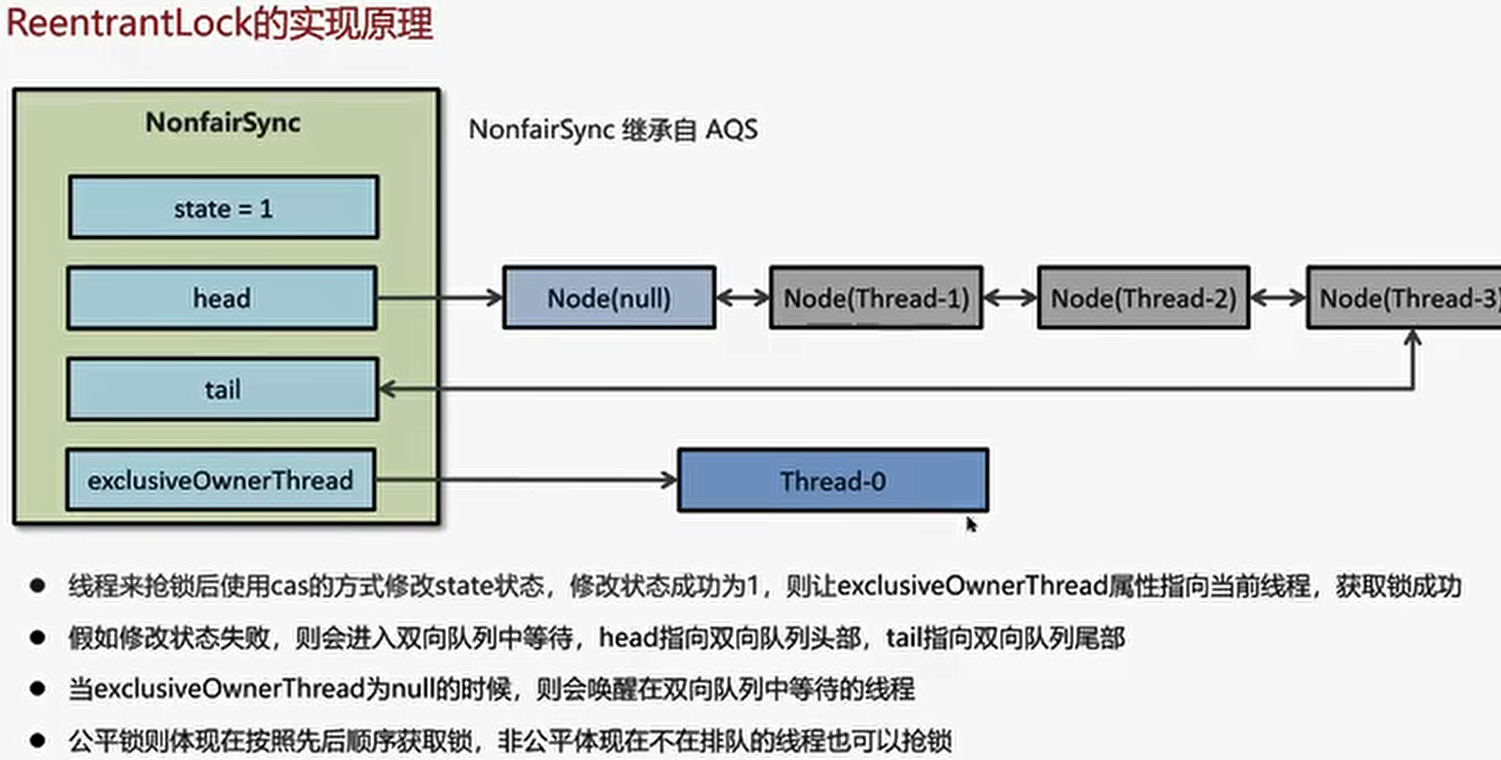 ReentrantLock的实现原理
NonfairSync
NonfairSync 继承自 AQS
state = 1
head
Node(null)
Node(Thread-1)
Node(Thread-2)
Node(Thread-3)
tail
exclusiveOwnerThread
Thread-0
● 线程来抢锁后使用cas的方式修改state状态，修改状态成功为1，则让exclusiveOwnerThread属性指向当前线程，获取锁成功
● 假如修改状态失败，则会进入双向队列中等待，head指向双向队列头部，tail指向双向队列尾部
● 当exclusiveOwnerThread为null的时候，则会唤醒在双向队列中等待的线程
● 公平锁则体现在按照先后顺序获取锁，非公平体现在不在排队的线程也可以抢锁